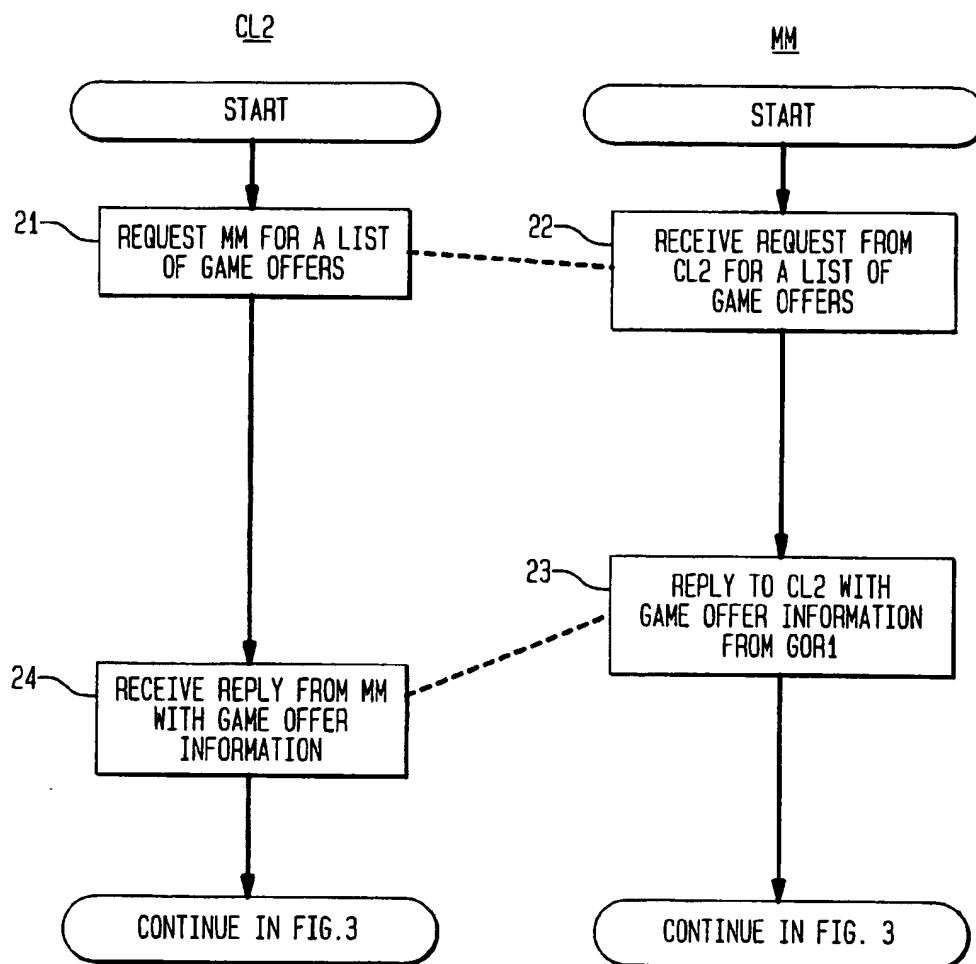 CL2
MM
START
START
21
REQUEST MM FOR A LIST
OF GAME OFFERS
22
RECEIVE REQUEST FROM
CL2 FOR A LIST OF
GAME OFFERS
23
REPLY TO CL2 WITH
GAME OFFER INFORMATION
FROM GOR1
24
RECEIVE REPLY FROM MM
WITH GAME OFFER
INFORMATION
CONTINUE IN FIG.3
CONTINUE IN FIG. 3